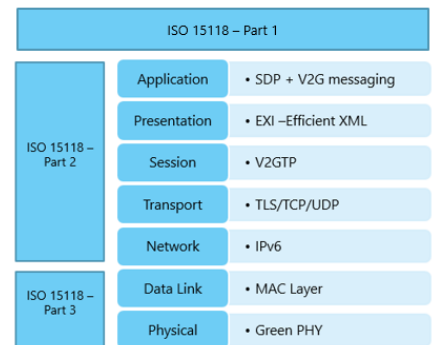 ISO 15118 – Part 1
ISO 15118 –
Part 2
Application
• SDP + V2G messaging
Presentation
• EXI –Efficient XML
Session
• V2GTP
Transport
• TLS/TCP/UDP
Network
• IPv6
ISO 15118 –
Part 3
Data Link
• MAC Layer
Physical
• Green PHY